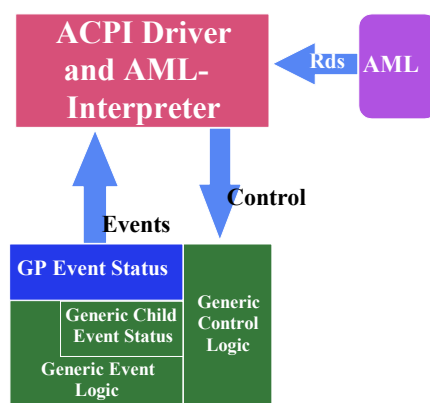 ACPI Driver
and AML-
Interpreter
Rds
AML
Events
Control
GP Event Status
Generic Child
Event Status
Generic Event
Logic
Generic
Control
Logic